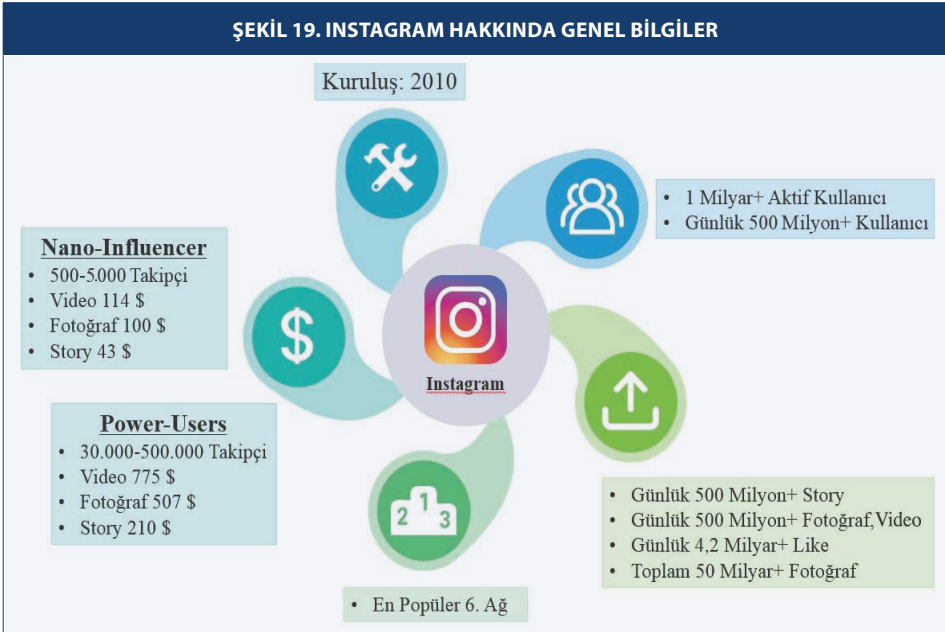 ŞEKİL 19. INSTAGRAM HAKKINDA GENEL BİLGİLER
Kuruluş: 2010
• 1 Milyar+ Aktif Kullanıcı
• Günlük 500 Milyon+ Kullanıcı
Nano-Influencer
• 500-5.000 Takipçi
• Video 114 $
• Fotoğraf 100 $
• Story 43 $
$
Instagram
Power-Users
• 30.000-500.000 Takipçi
• Video 775 $
• Fotoğraf 507 $
• Story 210 $
2 1 3
• Günlük 500 Milyon+ Story
• Günlük 500 Milyon+ Fotoğraf,Video
• Günlük 4,2 Milyar+ Like
• Toplam 50 Milyar+ Fotoğraf
• En Popüler 6. Ağ